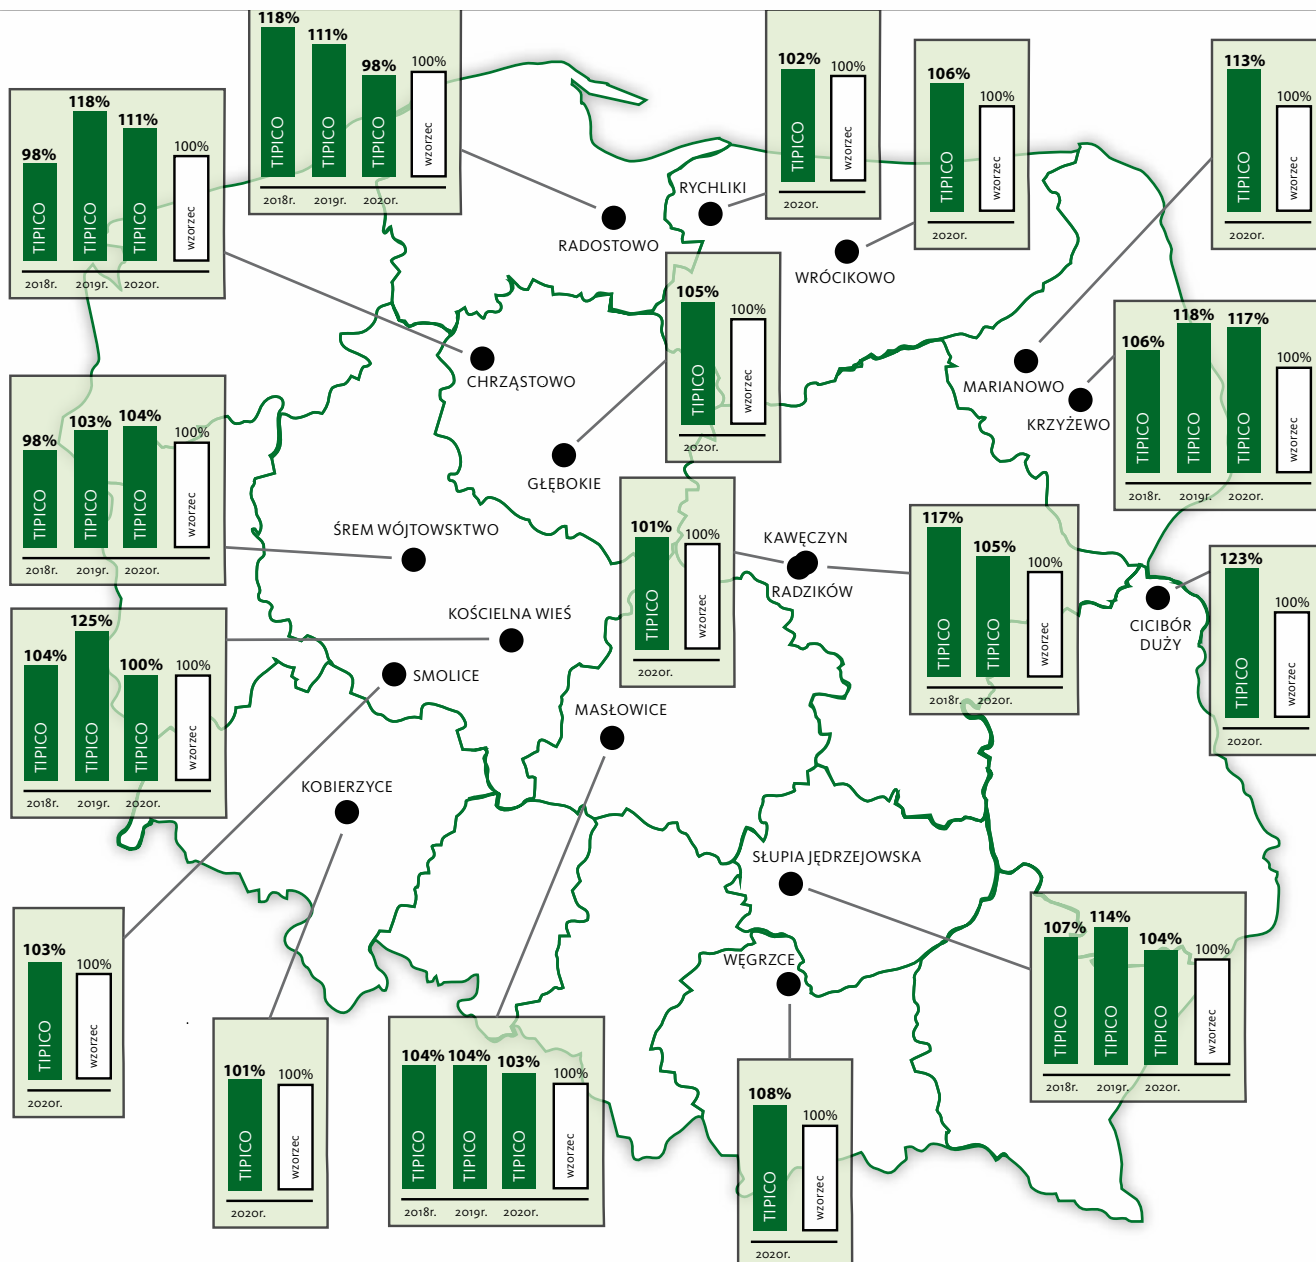 118%
111%
98%
100%
TIPICO
TIPICO
TIPICO
wzorzec
2018r.
2019r.
2020r.
98%
118%
111%
100%
TIPICO
TIPICO
TIPICO
wzorzec
2018r.
2019r.
2020r.
102%
100%
TIPICO
wzorzec
2020r.
106%
100%
TIPICO
wzorzec
2020r.
113%
100%
TIPICO
wzorzec
2020r.
RYCHLIKI
RADOSTOWO
WRÓCIKOWO
105%
100%
TIPICO
wzorzec
2020r.
CHRZĄSTOWO
MARIANOWO
KRZYŻEWO
106%
118%
117%
100%
TIPICO
TIPICO
TIPICO
wzorzec
2018r.
2019r.
2020r.
98%
103%
104%
100%
TIPICO
TIPICO
TIPICO
wzorzec
2018r.
2019r.
2020r.
GŁĘBOKIE
ŚREM WÓJTOWSKTWO
101%
100%
TIPICO
wzorzec
2020r.
KAWĘCZYN
RADZIKÓW
117%
105%
100%
TIPICO
TIPICO
wzorzec
2018r.
2020r.
123%
100%
TIPICO
wzorzec
2020r.
CICIBÓR
DUŻY
KOŚCIELNA WIEŚ
SMOLICE
104%
125%
100%
100%
TIPICO
TIPICO
TIPICO
wzorzec
2018r.
2019r.
2020r.
MASŁOWICE
KOBIERZYCE
SŁUPIA JĘDRZEJOWSKA
WĘGRZCE
103%
100%
TIPICO
wzorzec
2020r.
107%
114%
104%
100%
TIPICO
TIPICO
TIPICO
wzorzec
2018r.
2019r.
2020r.
101%
100%
TIPICO
wzorzec
2020r.
104%
104%
103%
100%
TIPICO
TIPICO
TIPICO
wzorzec
2018r.
2019r.
2020r.
108%
100%
TIPICO
wzorzec
2020r.